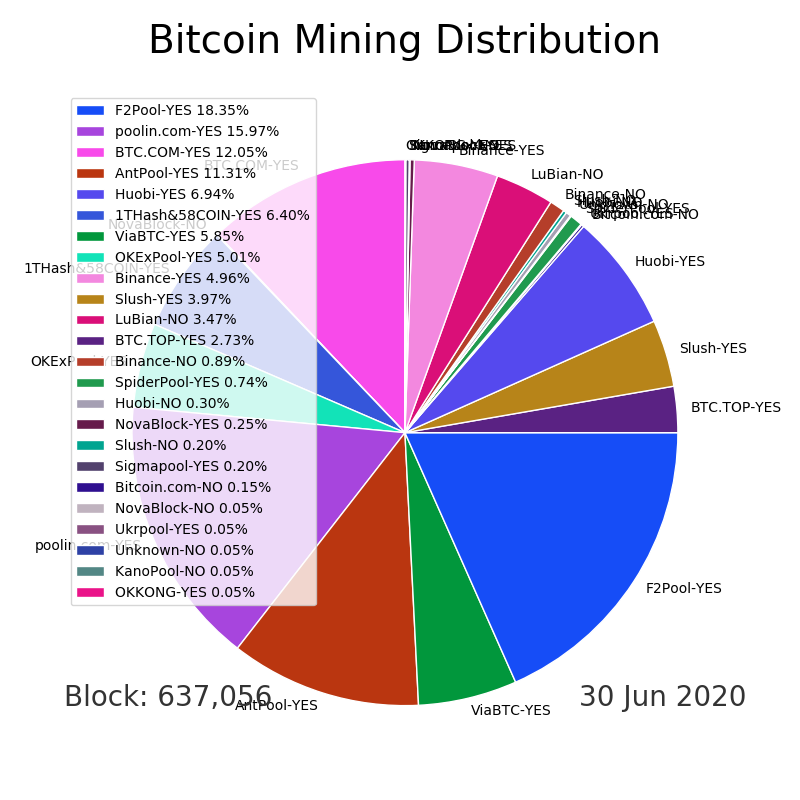 Bitcoin Mining Distribution
F2Pool-YES 18.35%
poolin.com-YES 15.97%
BTC.COM-YES 12.05%
AntPool-YES 11.31%
Huobi-YES 6.94%
1THash&58COIN-YES 6.40%
ViaBTC-YES 5.85%
OKExPool-YES 5.01%
Binance-YES 4.96%
Slush-YES 3.97%
LuBian-NO 3.47%
BTC.TOP-YES 2.73%
Binance-NO 0.89%
SpiderPool-YES 0.74%
Huobi-NO 0.30%
NovaBlock-YES 0.25%
Slush-NO 0.20%
Sigmapool-YES 0.20%
Bitcoin.com-NO 0.15%
NovaBlock-NO 0.05%
Ukrpool-YES 0.05%
Unknown-NO 0.05%
KanoPool-NO 0.05%
OKKONG-YES 0.05%
BTC.COM-YES
NovaBlock-NO
1THash&58COIN-YES
OKExPool-YES
poolin.com-YES
AntPool-YES
ViaBTC-YES
F2Pool-YES
BTC.TOP-YES
Slush-YES
Huobi-YES
Binance-NO
LuBian-NO
Binance-YES
Block: 637,056
30 Jun 2020